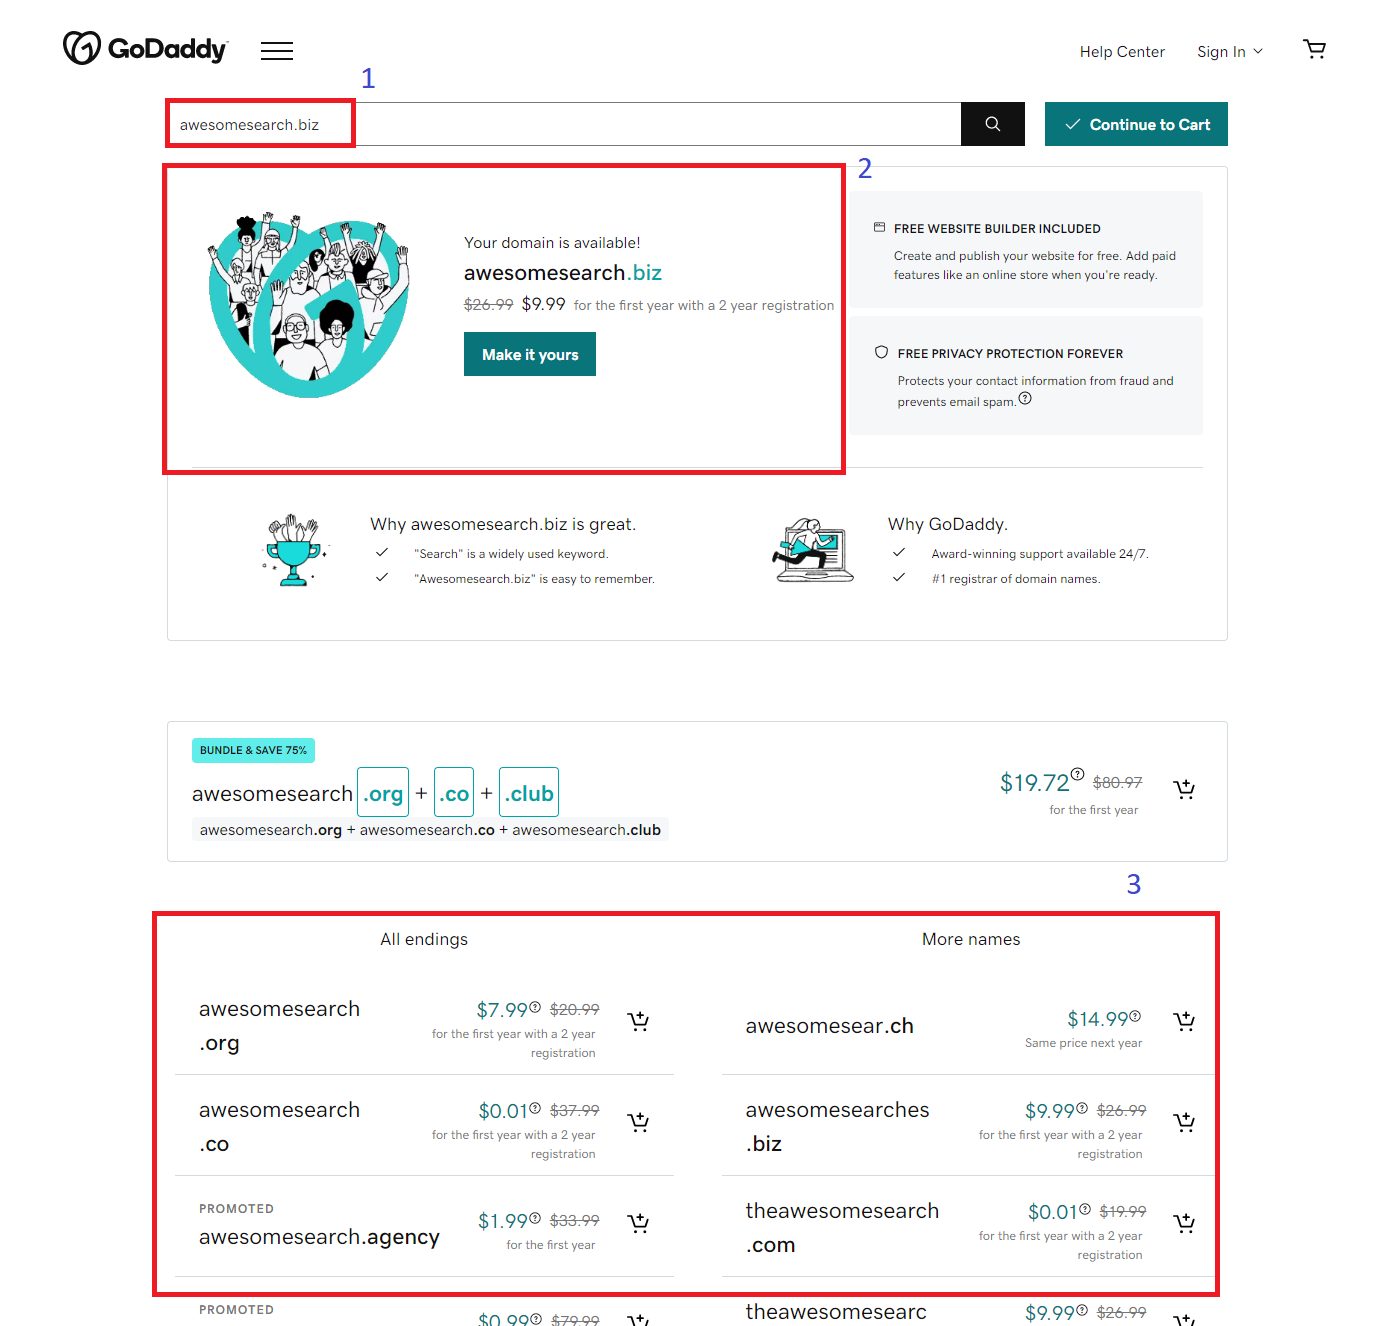 GoDaddy
Help Center
Sign In
1
awesomesearch.biz
Continue to Cart
2
Your domain is available!
awesomesearch.biz
$26.99 $9.99 for the first year with a 2 year registration
Make it yours
FREE WEBSITE BUILDER INCLUDED
Create and publish your website for free. Add paid
features like an online store when you're ready.
FREE PRIVACY PROTECTION FOREVER
Protects your contact information from fraud and
prevents email spam.
Why awesomesearch.biz is great.
"Search" is a widely used keyword.
"Awesomesearch.biz" is easy to remember.
Why GoDaddy.
Award-winning support available 24/7.
#1 registrar of domain names.
BUNDLE & SAVE 75%
awesomesearch .org + .co + .club
awesomesearch.org + awesomesearch.co + awesomesearch.club
$19.72 $80.97
for the first year
3
All endings
awesomesearch
.org
$7.99 $20.99
for the first year with a 2 year
registration
awesomesearch
.co
$0.01 $37.99
for the first year with a 2 year
registration
PROMOTED
awesomesearch.agency
$1.99 $33.99
for the first year
PROMOTED
$0.99 $79.99
More names
awesomesear.ch
$14.99
Same price next year
awesomesearches
.biz
$9.99 $26.99
for the first year with a 2 year
registration
theawesomesearch
.com
$0.01 $19.99
for the first year with a 2 year
registration
theawesomesearc
$9.99 $26.99